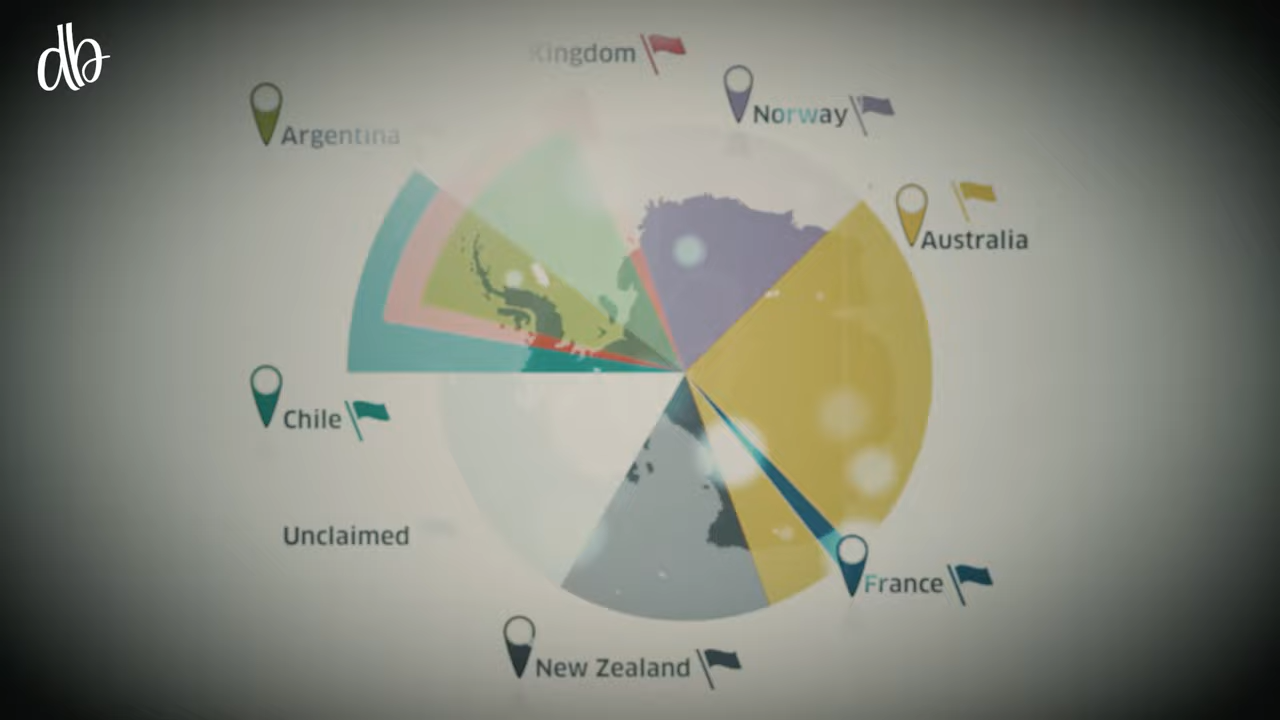 db
Kingdom
Norway
Argentina
Australia
Chile
Unclaimed
France
New Zealand